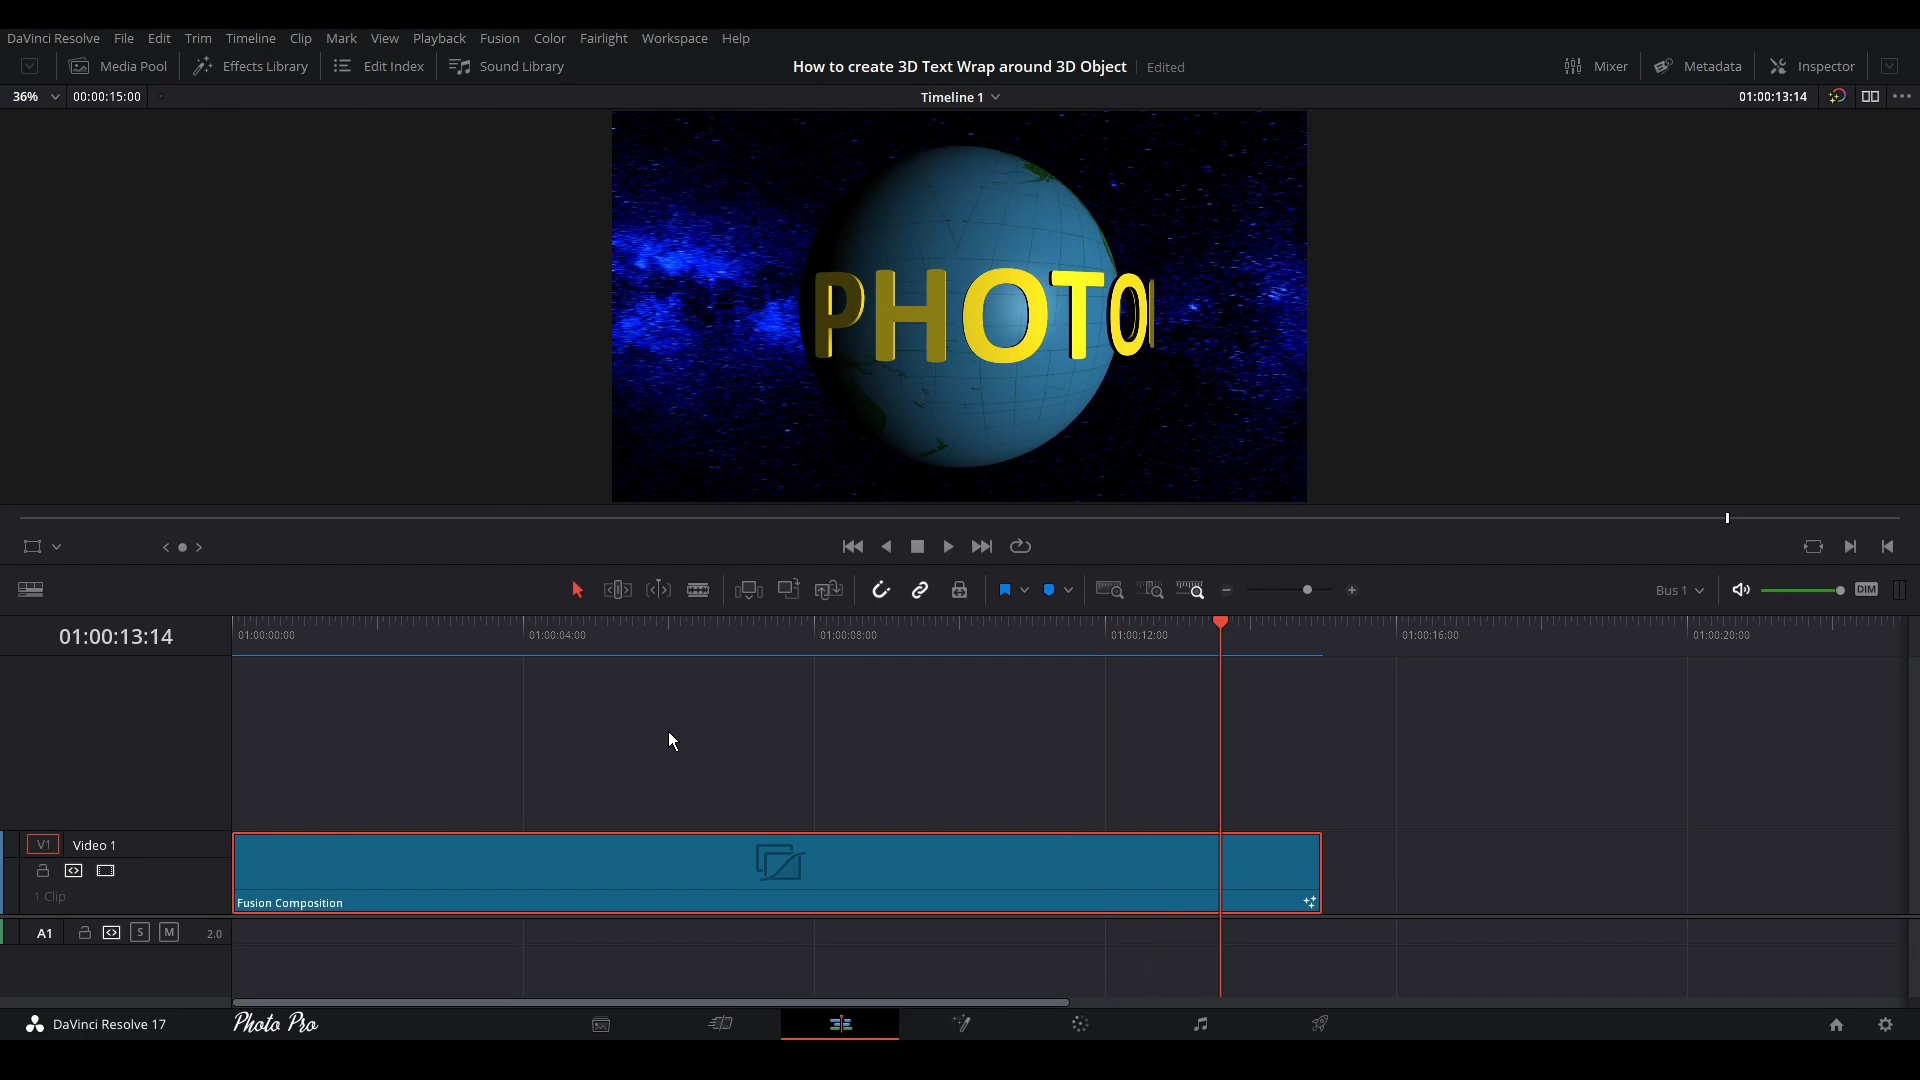 DaVinci Resolve File Edit Trim Timeline Clip Mark View Playback Fusion Color Fairlight Workspace Help
Media Pool Effects Library Edit Index Sound Library How to create 3D Text Wrap around 3D Object Edited Mixer Metadata Inspector
36% 00:00:15:00 Timeline 1 01:00:13:14
PHOTO
Bus 1 DIM
01:00:13:14 01:00:00:00 01:00:04:00 01:00:08:00 01:00:12:00 01:00:16:00 01:00:20:00
V1 Video 1
1 Clip
Fusion Composition
A1 S M 2.0
DaVinci Resolve 17 Photo Pro